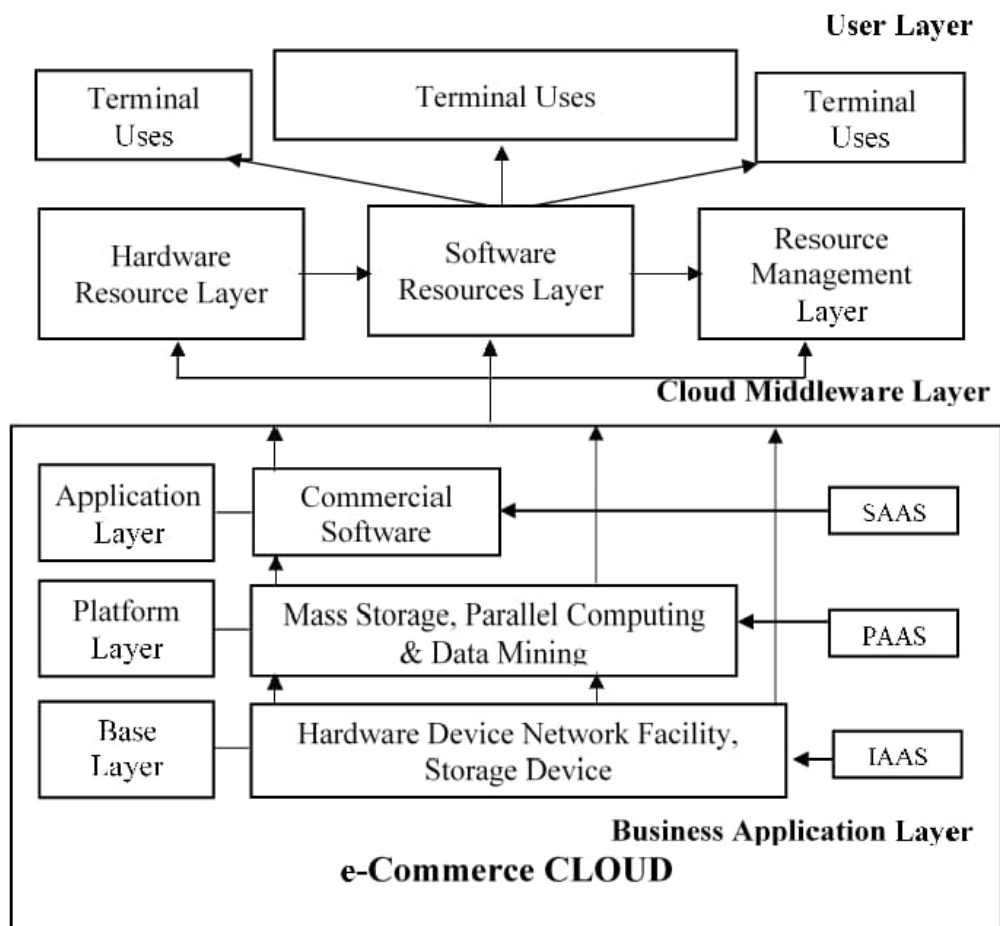 User Layer
Terminal
Uses
Terminal Uses
Terminal
Uses
Hardware
Resource Layer
Software
Resources Layer
Resource
Management
Layer
Cloud Middleware Layer
Application
Layer
Commercial
Software
SAAS
Platform
Layer
Mass Storage, Parallel Computing
& Data Mining
PAAS
Base
Layer
Hardware Device Network Facility,
Storage Device
IAAS
Business Application Layer
e-Commerce CLOUD